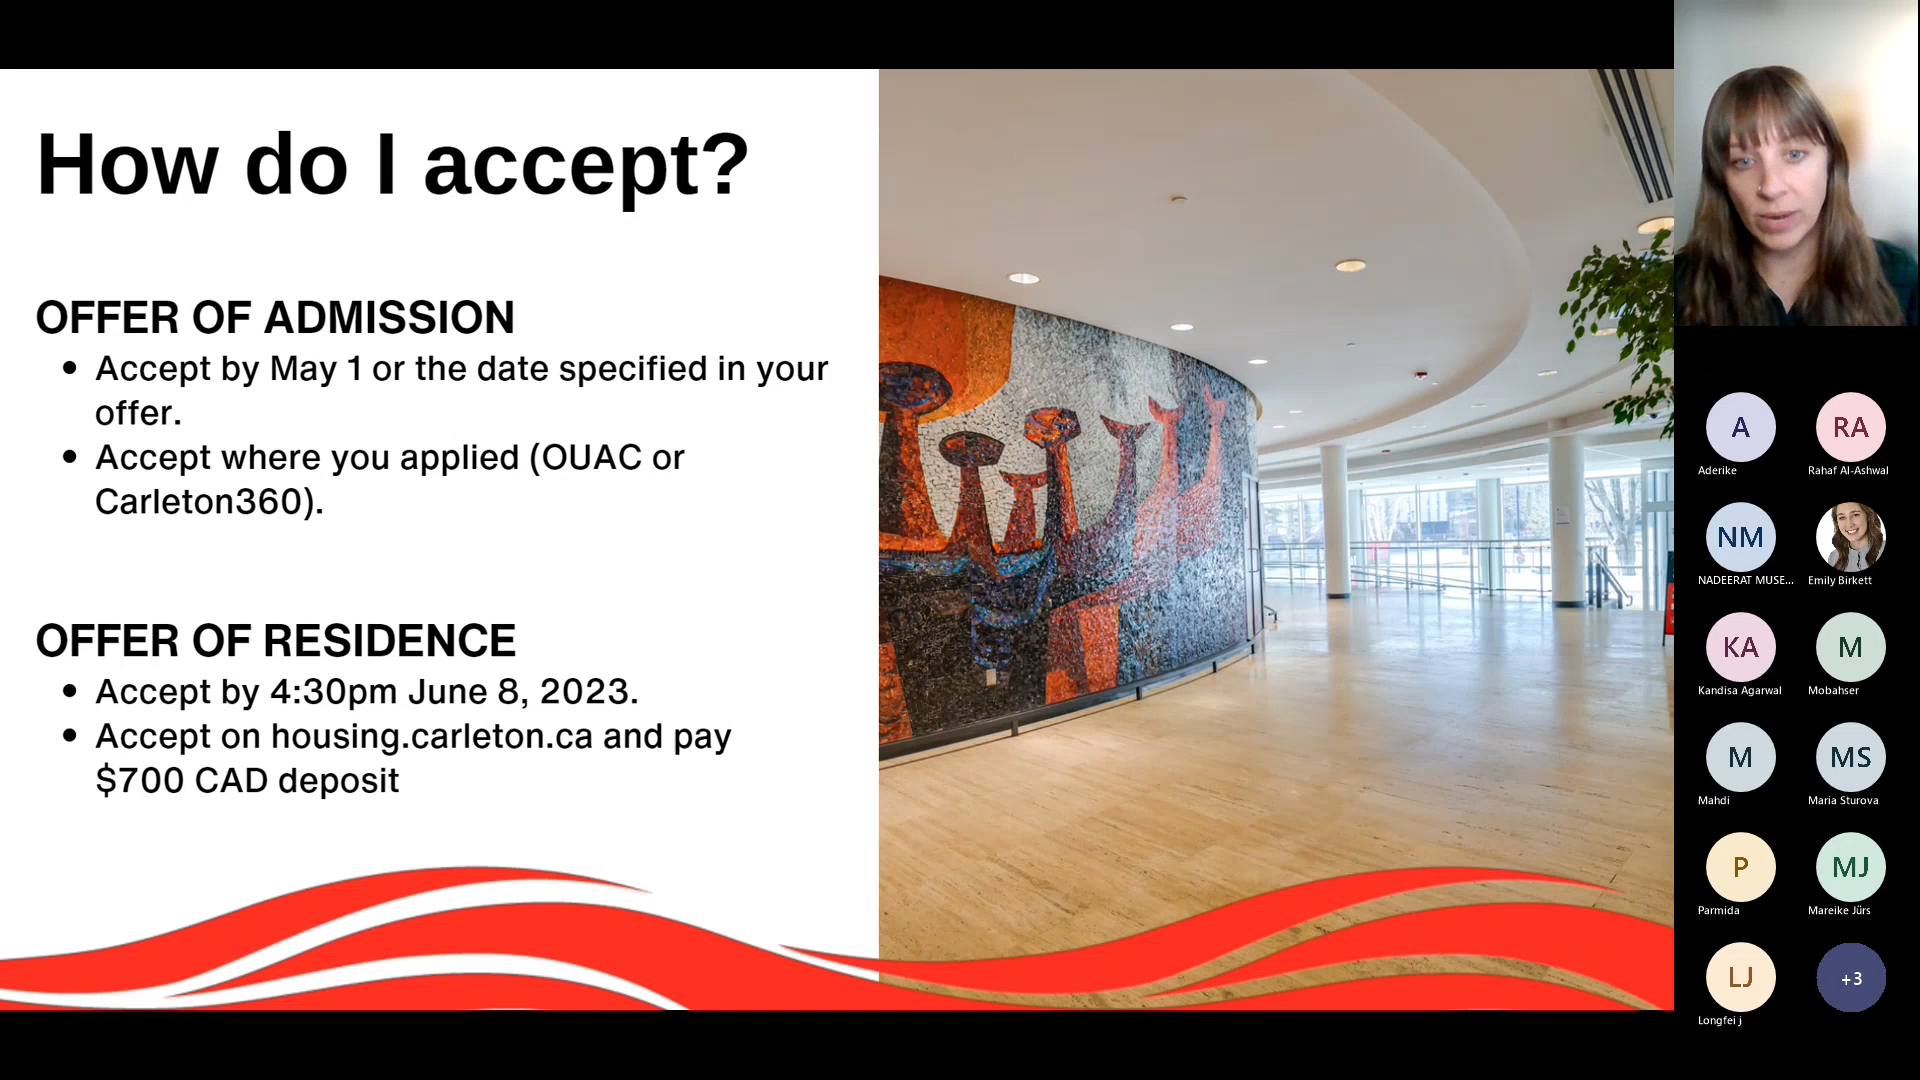 How do I accept?
OFFER OF ADMISSION
• Accept by May 1 or the date specified in your
offer.
• Accept where you applied (OUAC or
Carleton360).
OFFER OF RESIDENCE
• Accept by 4:30pm June 8, 2023.
• Accept on housing.carleton.ca and pay
$700 CAD deposit
A
Aderike
RA
Rahaf Al-Ashwal
NM
NADEERAT MUSE...
Emily Birkett
KA
Kandisa Agarwal
M
Mobahser
M
Mahdi
MS
Maria Sturova
P
Parmida
MJ
Mareike Jürs
LJ
Longfei j
+3